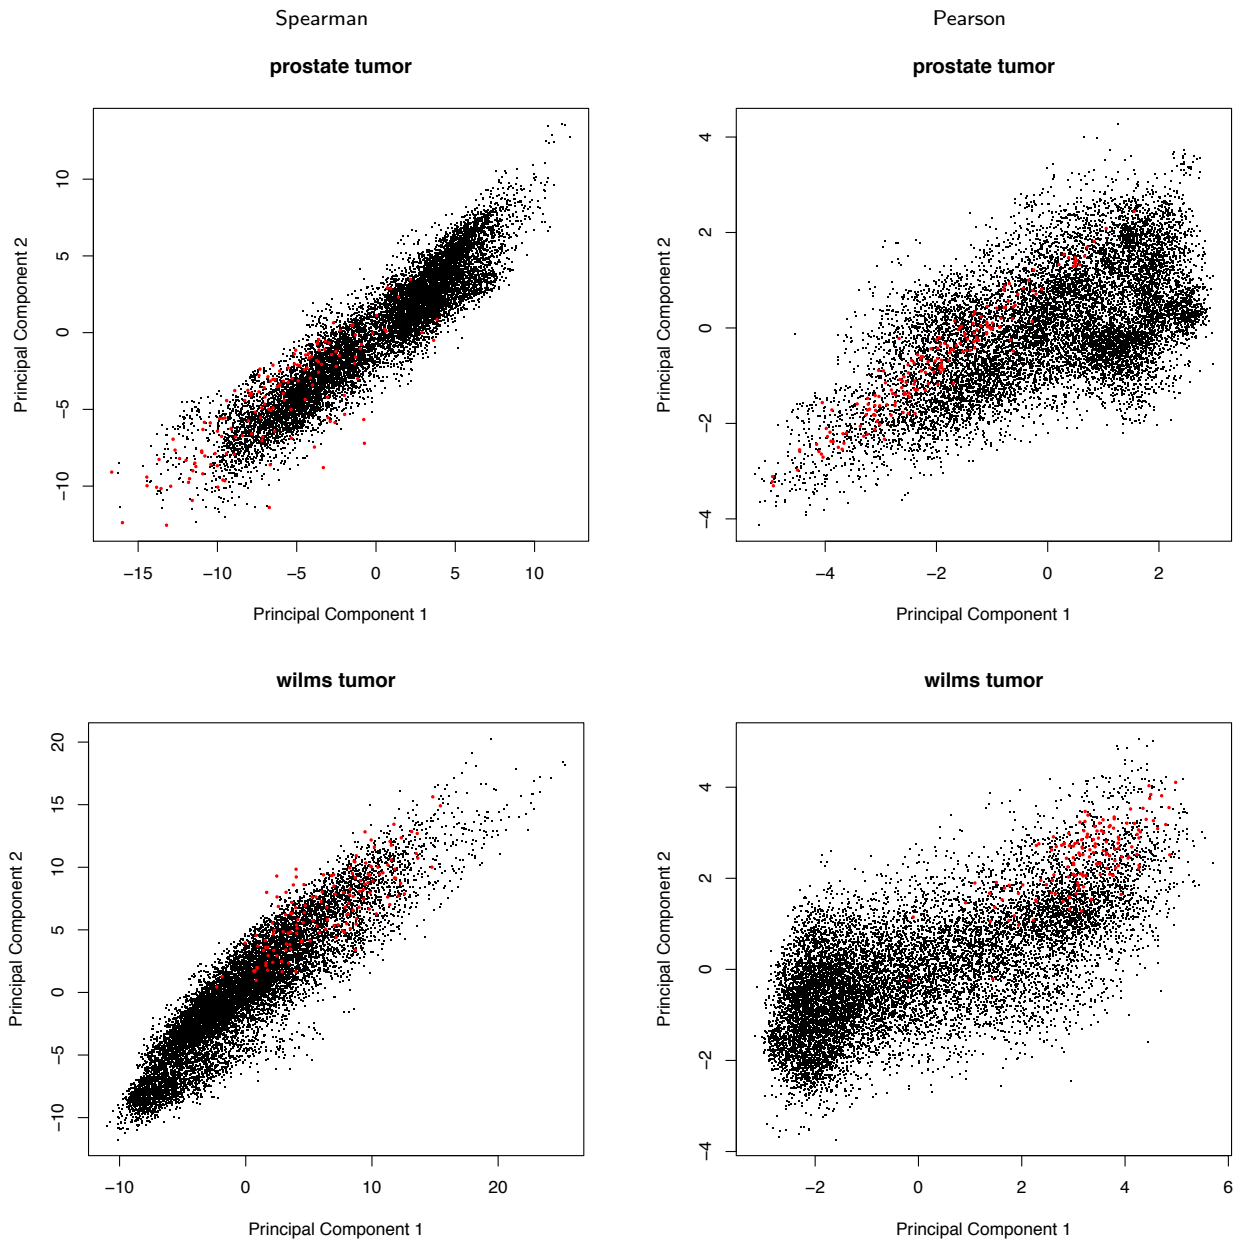 Spearman
Pearson
prostate tumor
prostate tumor
10
5
0
−5
−10
Principal Component 2
−15 −10 −5 0 5 10
Principal Component 1
4
2
0
−2
−4
Principal Component 2
−4 −2 0 2
Principal Component 1
wilms tumor
wilms tumor
20
15
10
5
0
−5
−10
Principal Component 2
−10 0 10 20
Principal Component 1
4
2
0
−2
−4
Principal Component 2
−2 0 2 4 6
Principal Component 1